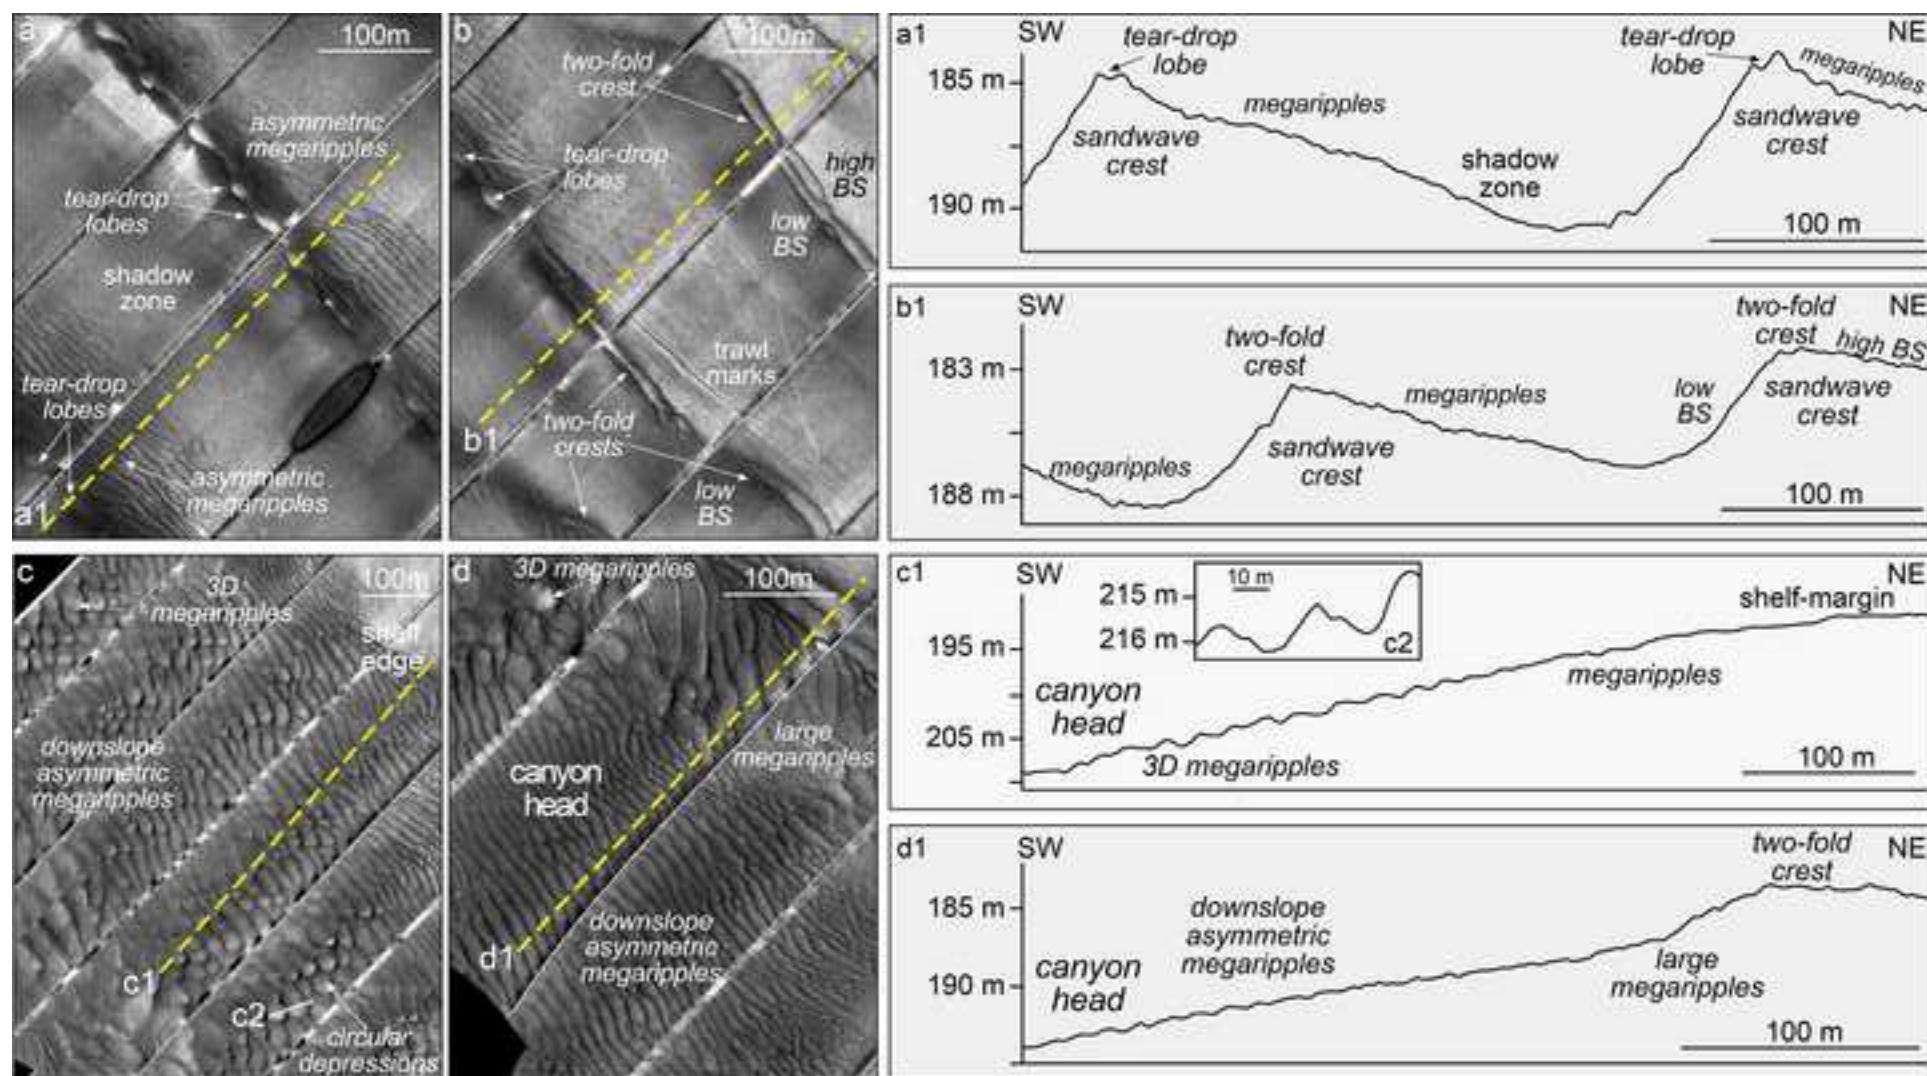 a
100m
asymmetric
megaripples
tear-drop
lobes
shadow
zone
tear-drop
lobes
asymmetric
megaripples
a1
b
100m
two-fold
crest
tear-drop
lobes
high
BS
low
BS
trawl
marks
b1
two-fold
crests
low
BS
a1
SW
NE
tear-drop
lobe
tear-drop
lobe
megaripples
185 m
megaripples
sandwave
crest
sandwave
crest
shadow
zone
190 m
100 m
b1
SW
NE
two-fold
crest
two-fold
crest
high BS
183 m
megaripples
low
BS
sandwave
crest
megaripples
sandwave
crest
188 m
100 m
c
100m
3D
megaripples
shelf
edge
downslope
asymmetric
megaripples
c1
c2
circular
depressions
d
3D megaripples
100m
large
megaripples
canyon
head
d1
downslope
asymmetric
megaripples
c1
SW
NE
10 m
215 m
216 m
c2
shelf-margin
195 m
megaripples
canyon
head
205 m
3D megaripples
100 m
d1
SW
NE
two-fold
crest
185 m
downslope
asymmetric
megaripples
canyon
head
190 m
large
megaripples
100 m